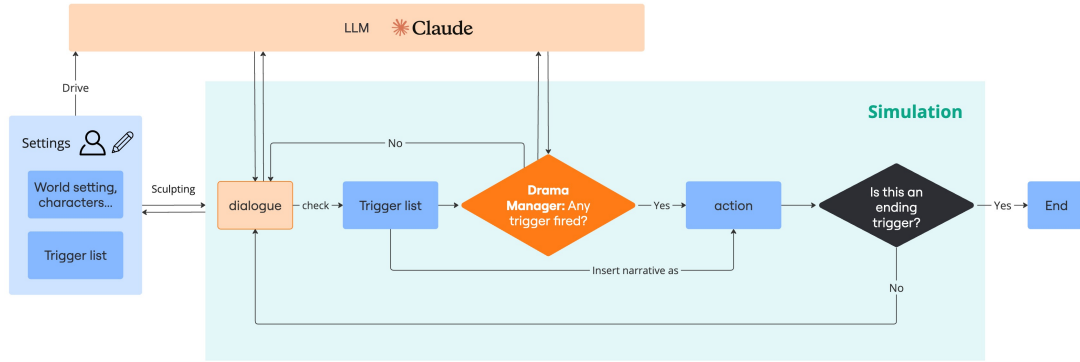 LLM Claude
Drive
Simulation
Settings
World setting,
characters...
Trigger list
Sculpting
dialogue
check
Trigger list
No
Drama
Manager: Any
trigger fired?
Yes
action
Insert narrative as
Is this an
ending
trigger?
Yes
End
No